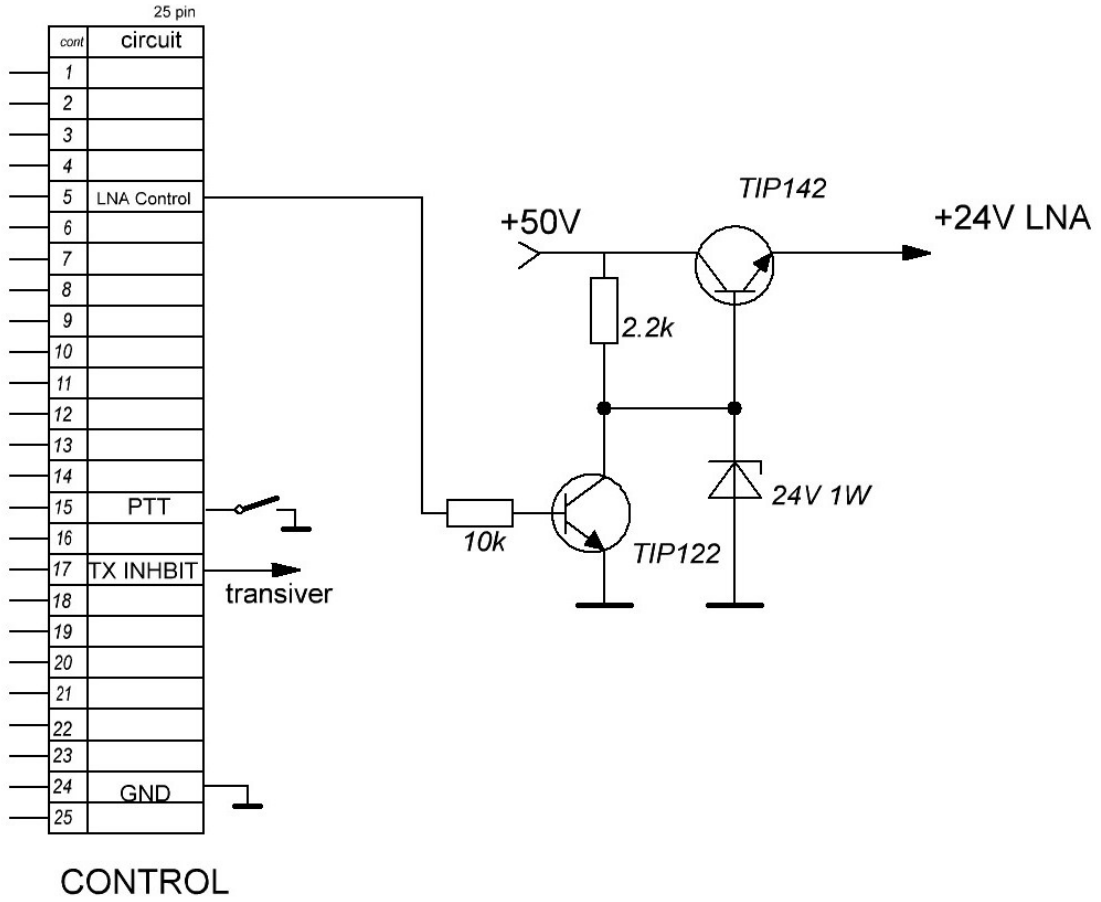 25 pin
cont circuit
1
2
3
4
5 LNA Control
6
7
8
9
10
11
12
13
14
15 PTT
16
17 TX INHBIT
18
19
20
21
22
23
24 GND
25
transiver
CONTROL
TIP142
+50V
+24V LNA
2.2k
24V 1W
10k
TIP122